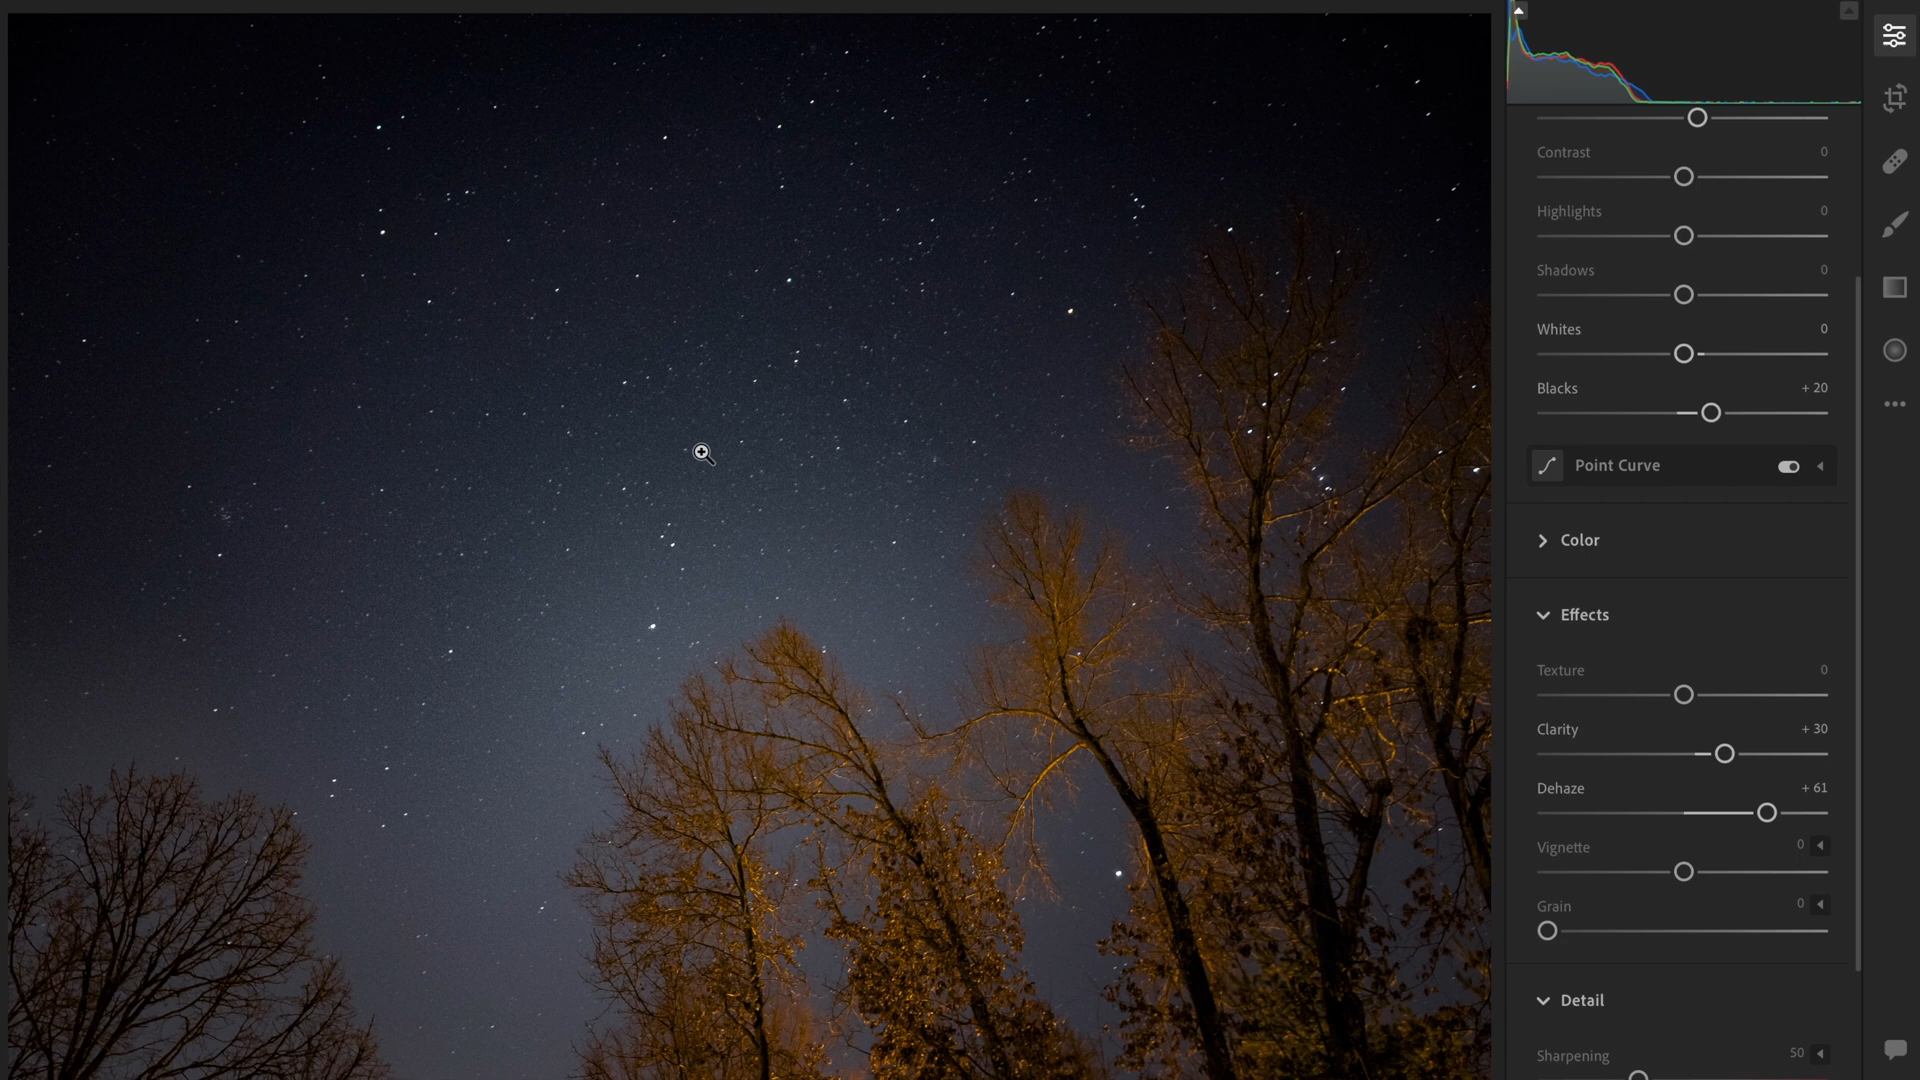 Contrast 0
Highlights 0
Shadows 0
Whites 0
Blacks + 20
Point Curve
Color
Effects
Texture 0
Clarity + 30
Dehaze + 61
Vignette 0
Grain 0
Detail
Sharpening 50